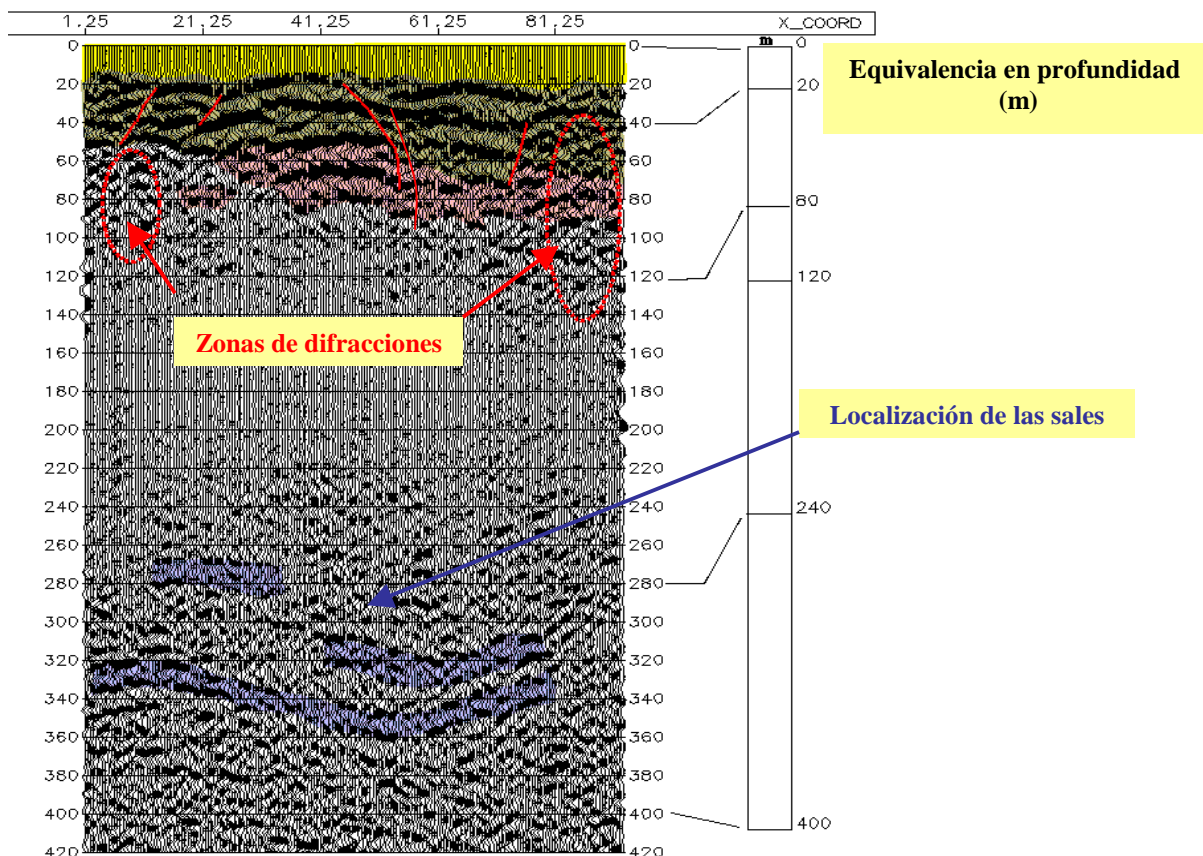 1,25 21,25 41,25 61,25 81,25 X_COORD
m
0 0 0
20 20 20
40 40
60 60
80 80 80
100 100
120 120 120
140 140
160 160
180 180
200 200
220 220
240 240 240
260 260
280 280
300 300
320 320
340 340
360 360
380 380
400 400 400
420 420
Equivalencia en profundidad
(m)
Zonas de difracciones
Localización de las sales